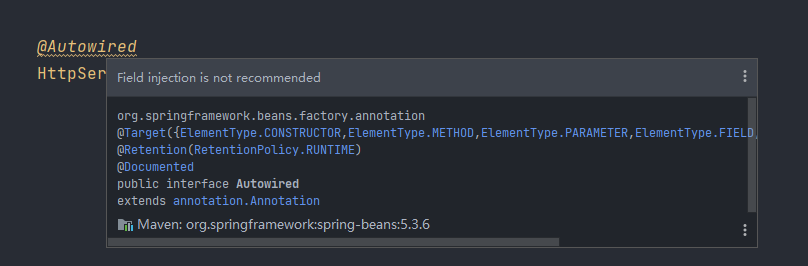 @Autowired
HttpSer
Field injection is not recommended
org.springframework.beans.factory.annotation
@Target({ElementType.CONSTRUCTOR,ElementType.METHOD,ElementType.PARAMETER,ElementType.FIELD,
@Retention(RetentionPolicy.RUNTIME)
@Documented
public interface Autowired
extends annotation.Annotation
Maven: org.springframework:spring-beans:5.3.6